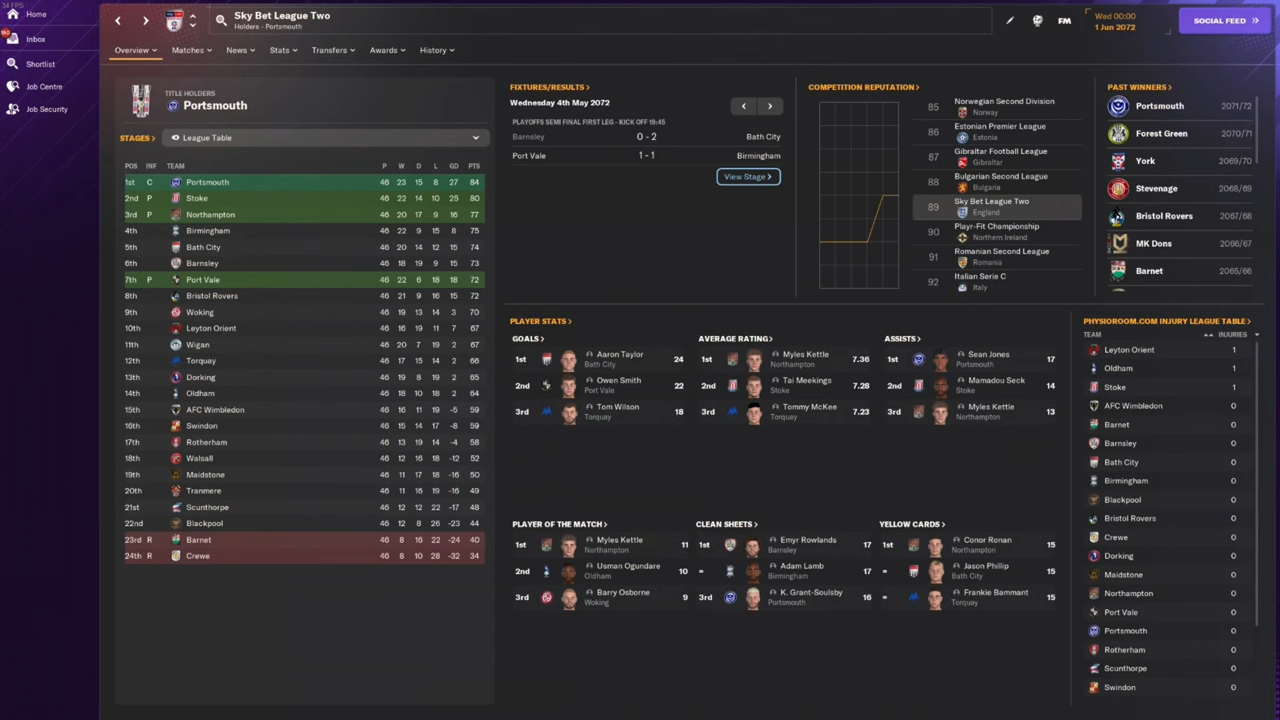 34 FPS
Home
Inbox
Shortlist
Job Centre
Job Security
Sky Bet League Two
Holders - Portsmouth
FM
Wed 00:00
1 Jun 2072
SOCIAL FEED
Overview
Matches
News
Stats
Transfers
Awards
History
TITLE HOLDERS
Portsmouth
STAGES >
League Table
POS INF TEAM P W D L GD PTS
1st C Portsmouth 46 23 15 8 27 84
2nd P Stoke 46 22 14 10 25 80
3rd P Northampton 46 20 17 9 16 77
4th Birmingham 46 22 9 15 8 75
5th Bath City 46 20 14 12 15 74
6th Barnsley 46 18 19 9 15 73
7th P Port Vale 46 22 6 18 18 72
8th Bristol Rovers 46 21 9 16 15 72
9th Woking 46 19 13 14 3 70
10th Leyton Orient 46 16 19 11 7 67
11th Wigan 46 20 7 19 2 67
12th Torquay 46 17 15 14 2 66
13th Dorking 46 19 8 19 2 65
14th Oldham 46 18 10 18 2 64
15th AFC Wimbledon 46 16 11 19 -5 59
16th Swindon 46 15 14 17 -8 59
17th Rotherham 46 13 19 14 -4 58
18th Walsall 46 12 16 18 -12 52
19th Maidstone 46 11 17 18 -16 50
20th Tranmere 46 11 16 19 -16 49
21st Scunthorpe 46 12 12 22 -17 48
22nd Blackpool 46 12 8 26 -23 44
23rd R Barnet 46 8 16 22 -24 40
24th R Crewe 46 8 10 28 -32 34
FIXTURES/RESULTS >
Wednesday 4th May 2072
PLAYOFFS SEMI FINAL FIRST LEG - KICK OFF 19:45
Barnsley 0 - 2 Bath City
Port Vale 1 - 1 Birmingham
View Stage >
COMPETITION REPUTATION >
85 Norwegian Second Division
Norway
86 Estonian Premier League
Estonia
87 Gibraltar Football League
Gibraltar
88 Bulgarian Second League
Bulgaria
89 Sky Bet League Two
England
90 Playr-Fit Championship
Northern Ireland
91 Romanian Second League
Romania
92 Italian Serie C
Italy
PAST WINNERS >
Portsmouth 2071/72
Forest Green 2070/71
York 2069/70
Stevenage 2068/69
Bristol Rovers 2067/68
MK Dons 2066/67
Barnet 2065/66
PLAYER STATS >
GOALS >
1st Aaron Taylor 24
Bath City
2nd Owen Smith 22
Port Vale
3rd Tom Wilson 18
Torquay
AVERAGE RATING >
1st Myles Kettle 7.36
Northampton
2nd Tai Meekings 7.28
Stoke
3rd Tommy McKee 7.23
Torquay
ASSISTS >
1st Sean Jones 17
Portsmouth
2nd Mamadou Seck 14
Stoke
3rd Myles Kettle 13
Northampton
PLAYER OF THE MATCH >
1st Myles Kettle 11
Northampton
2nd Usman Ogundare 10
Oldham
3rd Barry Osborne 9
Woking
CLEAN SHEETS >
1st Emyr Rowlands 17
Barnsley
= Adam Lamb 17
Birmingham
3rd K. Grant-Soulsby 16
Portsmouth
YELLOW CARDS >
1st Conor Ronan 15
Northampton
= Jason Phillip 15
Bath City
= Frankie Bammant 15
Torquay
PHYSIOROOM.COM INJURY LEAGUE TABLE >
TEAM INJURIES
Leyton Orient 1
Oldham 1
Stoke 1
AFC Wimbledon 0
Barnet 0
Barnsley 0
Bath City 0
Birmingham 0
Blackpool 0
Bristol Rovers 0
Crewe 0
Dorking 0
Maidstone 0
Northampton 0
Port Vale 0
Portsmouth 0
Rotherham 0
Scunthorpe 0
Swindon 0